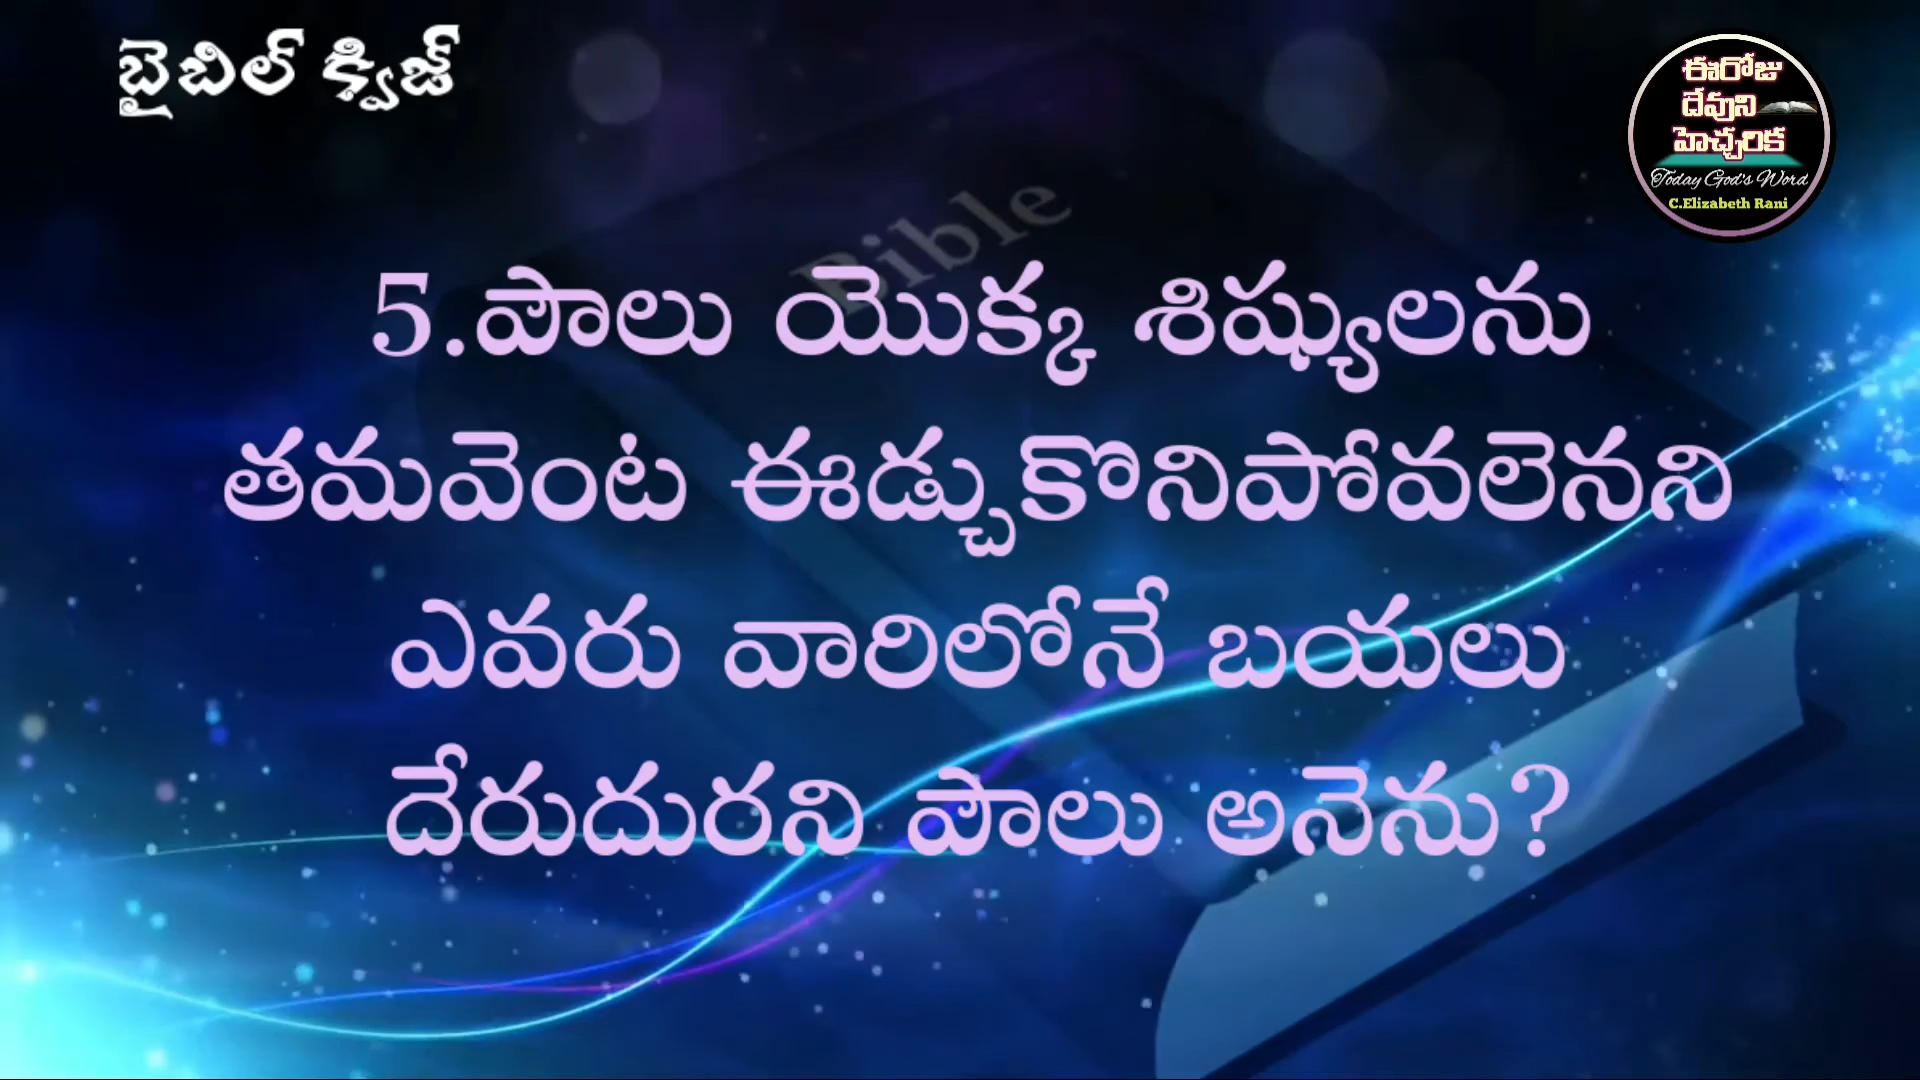 బైబిల్ క్విజ్
ఈరోజు
దేవుని
హెచ్చరిక
Today God's Word
C.Elizabeth Rani
Bible
5.పౌలు యొక్క శిష్యులను
తమవెంట ఈడ్చుకొనిపోవలెనని
ఎవరు వారిలోనే బయలు
దేరుదురని పౌలు అనెను?